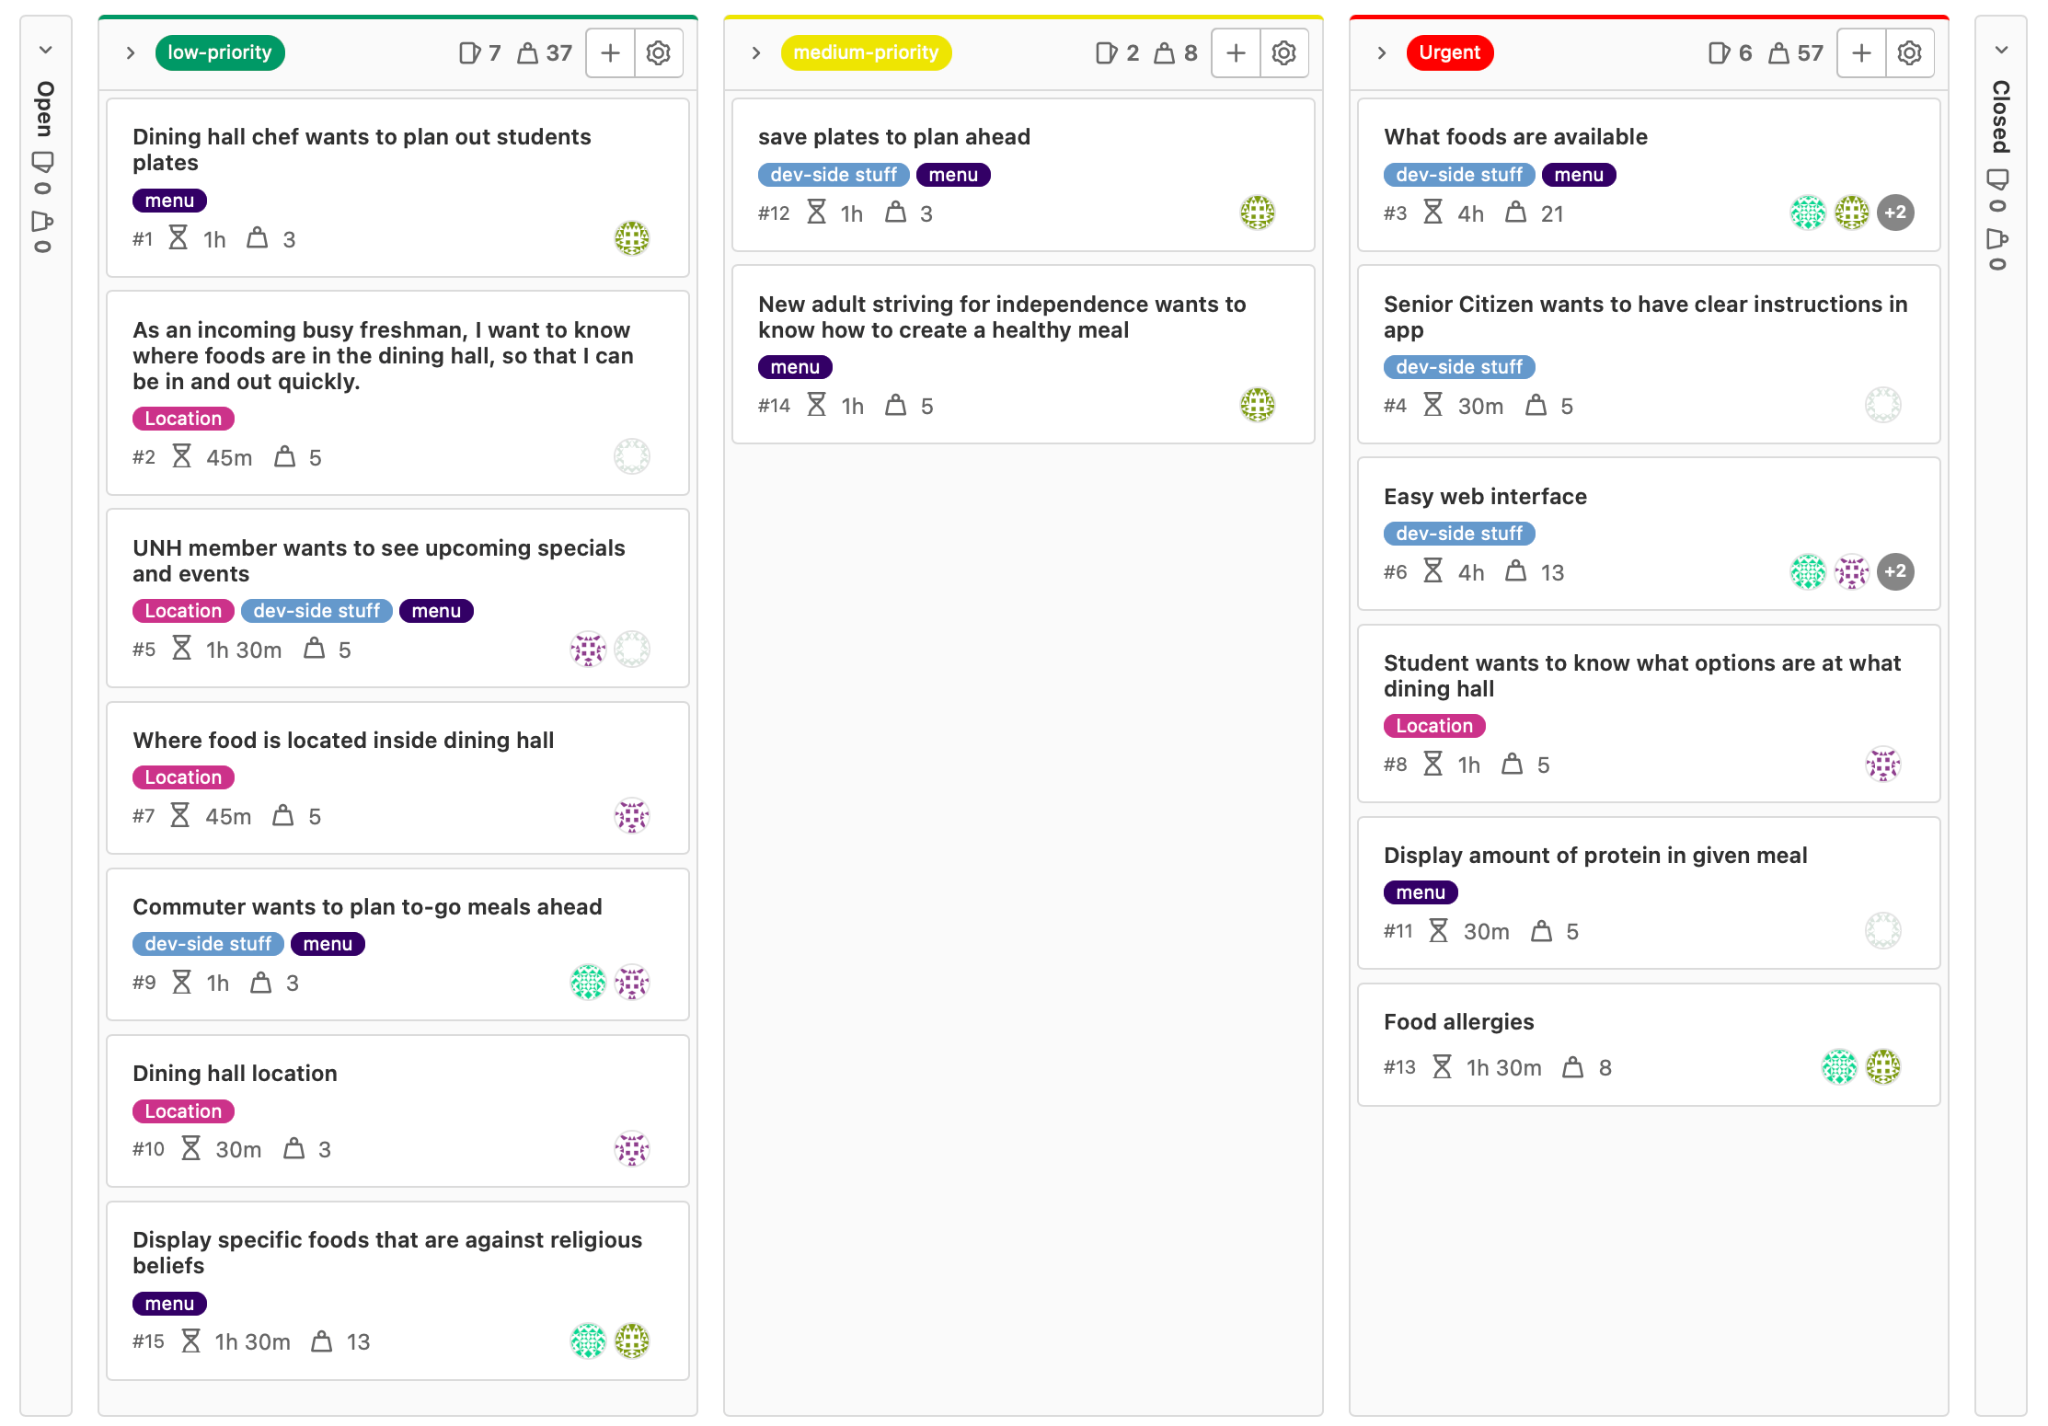 Open 0 0
low-priority 7 37
Dining hall chef wants to plan out students
plates
menu
#1 1h 3
As an incoming busy freshman, I want to know
where foods are in the dining hall, so that I can
be in and out quickly.
Location
#2 45m 5
UNH member wants to see upcoming specials
and events
Location dev-side stuff menu
#5 1h 30m 5
Where food is located inside dining hall
Location
#7 45m 5
Commuter wants to plan to-go meals ahead
dev-side stuff menu
#9 1h 3
Dining hall location
Location
#10 30m 3
Display specific foods that are against religious
beliefs
menu
#15 1h 30m 13
medium-priority 2 8
save plates to plan ahead
dev-side stuff menu
#12 1h 3
New adult striving for independence wants to
know how to create a healthy meal
menu
#14 1h 5
Urgent 6 57
What foods are available
dev-side stuff menu
#3 4h 21 +2
Senior Citizen wants to have clear instructions in
app
dev-side stuff
#4 30m 5
Easy web interface
dev-side stuff
#6 4h 13 +2
Student wants to know what options are at what
dining hall
Location
#8 1h 5
Display amount of protein in given meal
menu
#11 30m 5
Food allergies
#13 1h 30m 8
Closed 0 0